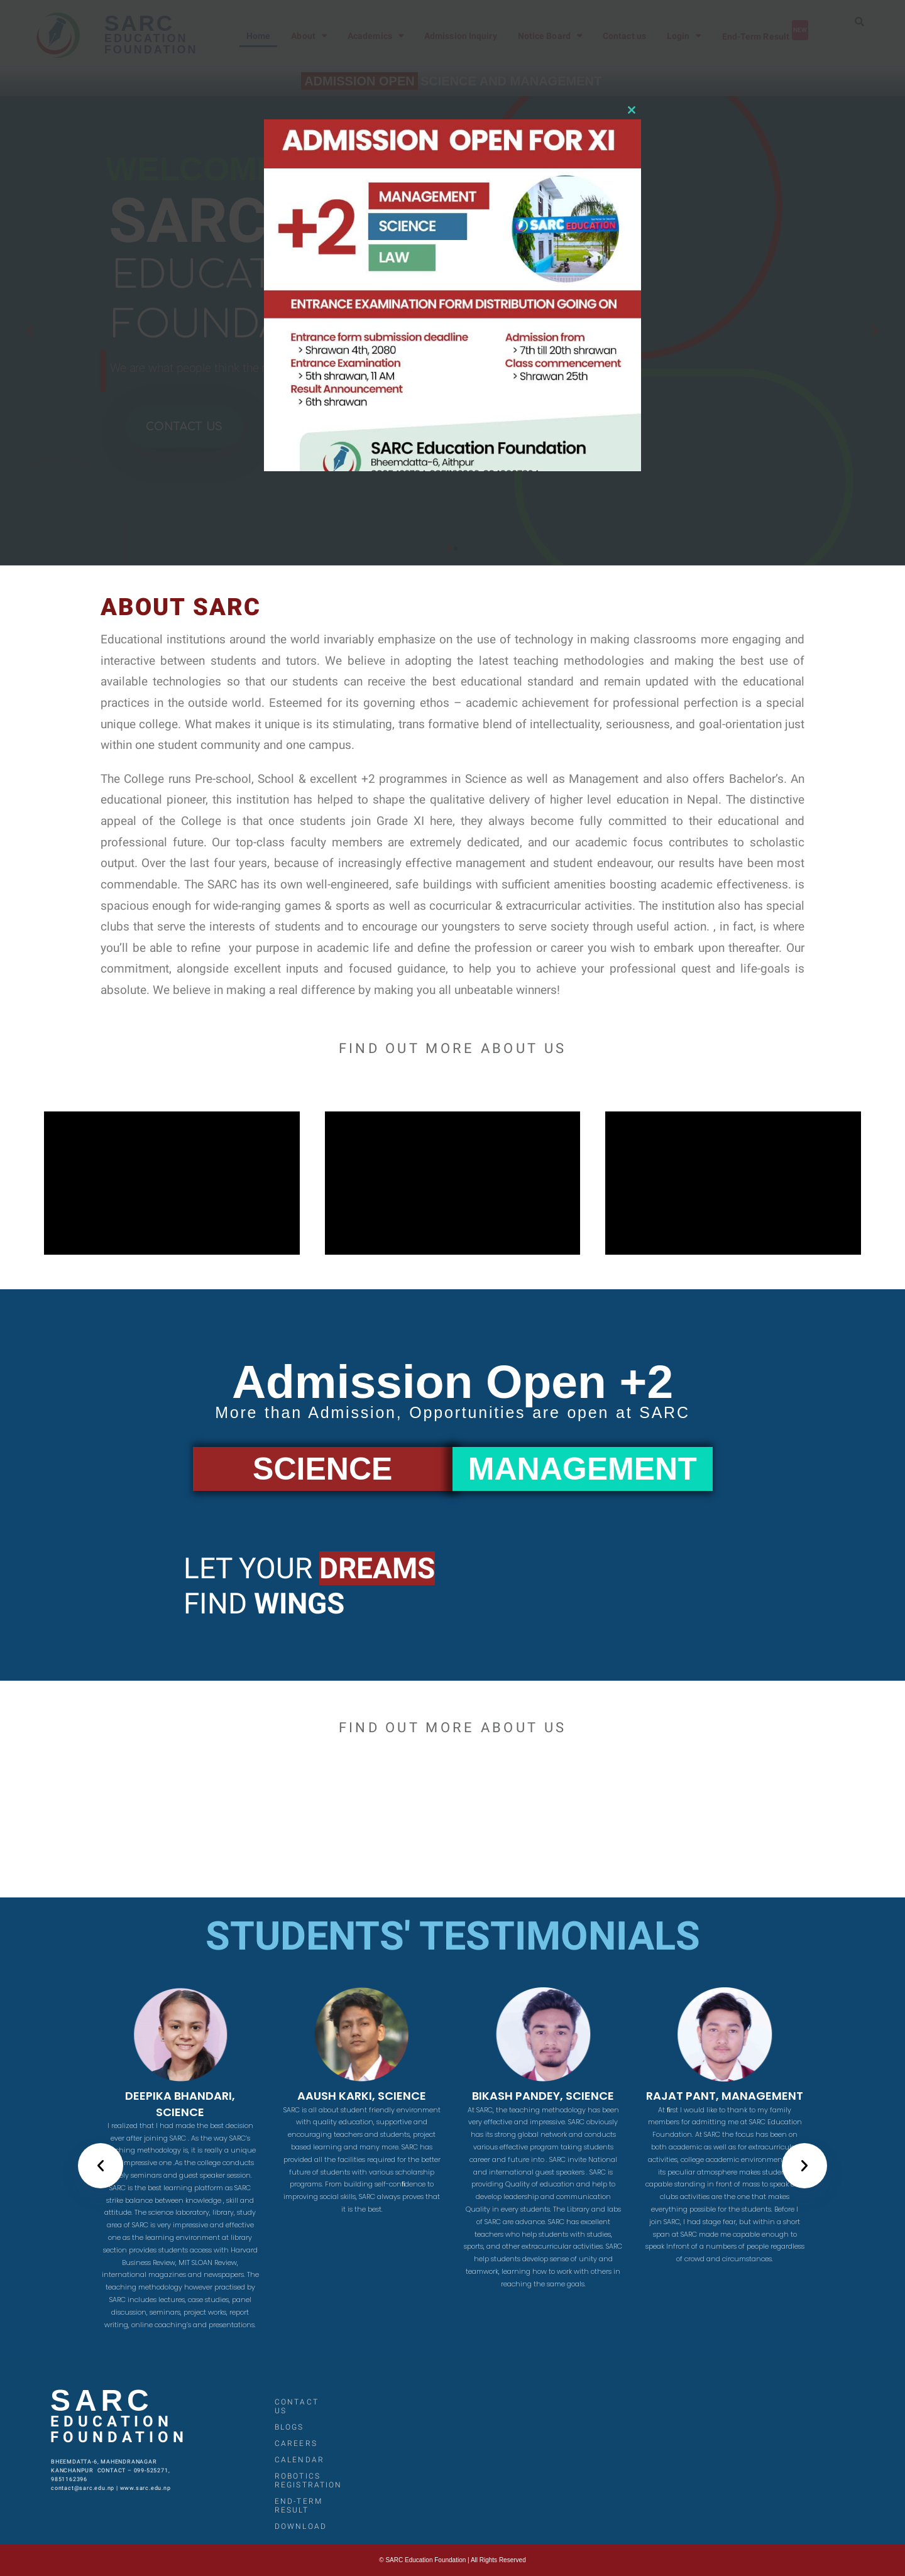 SARC
EDUCATION
FOUNDATION
Home
About
Academics
Admission Inquiry
Notice Board
Contact us
Login
End-Term Result
ADMISSION OPEN SCIENCE AND MANAGEMENT
SARC
CONTACT US
ADMISSION OPEN FOR XI
+2
MANAGEMENT
SCIENCE
LAW
SARC EDUCATION
ENTRANCE EXAMINATION FORM DISTRIBUTION GOING ON
Entrance form submission deadline
> Shrawan 4th, 2080
Entrance Examination
> 5th shrawan, 11 AM
Result Announcement
> 6th shrawan
Admission from
> 7th till 20th shrawan
Class commencement
> Shrawan 25th
SARC Education Foundation
Bheemdatta-6, Aithpur
ABOUT SARC
Educational institutions around the world invariably emphasize on the use of technology in making classrooms more engaging and
interactive between students and tutors. We believe in adopting the latest teaching methodologies and making the best use of
available technologies so that our students can receive the best educational standard and remain updated with the educational
practices in the outside world. Esteemed for its governing ethos – academic achievement for professional perfection is a special
unique college. What makes it unique is its stimulating, trans formative blend of intellectuality, seriousness, and goal-orientation just
within one student community and one campus.
The College runs Pre-school, School & excellent +2 programmes in Science as well as Management and also offers Bachelor's. An
educational pioneer, this institution has helped to shape the qualitative delivery of higher level education in Nepal. The distinctive
appeal of the College is that once students join Grade XI here, they always become fully committed to their educational and
professional future. Our top-class faculty members are extremely dedicated, and our academic focus contributes to scholastic
output. Over the last four years, because of increasingly effective management and student endeavour, our results have been most
commendable. The SARC has its own well-engineered, safe buildings with sufficient amenities boosting academic effectiveness. is
spacious enough for wide-ranging games & sports as well as cocurricular & extracurricular activities. The institution also has special
clubs that serve the interests of students and to encourage our youngsters to serve society through useful action. , in fact, is where
you'll be able to refine your purpose in academic life and define the profession or career you wish to embark upon thereafter. Our
commitment, alongside excellent inputs and focused guidance, to help you to achieve your professional quest and life-goals is
absolute. We believe in making a real difference by making you all unbeatable winners!
FIND OUT MORE ABOUT US
Admission Open +2
More than Admission, Opportunities are open at SARC
SCIENCE
MANAGEMENT
LET YOUR DREAMS
FIND WINGS
FIND OUT MORE ABOUT US
STUDENTS' TESTIMONIALS
DEEPIKA BHANDARI,
SCIENCE
I realized that I had made the best decision
ever after joining SARC . As the way SARC's
teaching methodology is, it is really a unique
impressive one .As the college conducts
seminars and guest speaker session.
SARC is the best learning platform as SARC
strike balance between knowledge , skill and
attitude. The science laboratory, library, study
area of SARC is very impressive and effective
one as the learning environment at library
section provides students access with Harvard
Business Review, MIT SLOAN Review,
international magazines and newspapers. The
teaching methodology however practised by
SARC includes lectures, case studies, panel
discussion, seminars, project works, report
writing, online coaching's and presentations.
AAUSH KARKI, SCIENCE
SARC is all about student friendly environment
with quality education, supportive and
encouraging teachers and students, project
based learning and many more. SARC has
provided all the facilities required for the better
future of students with various scholarship
programs. From building self-confidence to
improving social skills, SARC always proves that
it is the best.
BIKASH PANDEY, SCIENCE
At SARC, the teaching methodology has been
very effective and impressive. SARC obviously
has its strong global network and conducts
various effective program taking students
career and future into . SARC invite National
and international guest speakers . SARC is
providing Quality of education and help to
develop leadership and communication
Quality in every students. The Library and labs
of SARC are advance. SARC has excellent
teachers who help students with studies,
sports, and other extracurricular activities. SARC
help students develop sense of unity and
teamwork, learning how to work with others in
reaching the same goals.
RAJAT PANT, MANAGEMENT
At first I would like to thank to my family
members for admitting me at SARC Education
Foundation. At SARC the focus has been on
both academic as well as for extracurricular
activities, college academic environment
its peculiar atmosphere makes students
capable standing in front of mass to speak
clubs activities are the one that makes
everything possible for the students. Before I
join SARC, I had stage fear, but within a short
span at SARC made me capable enough to
speak Infront of a numbers of people regardless
of crowd and circumstances.
SARC
EDUCATION
FOUNDATION
BHEEMDATTA-6, MAHENDRANAGAR
KANCHANPUR CONTACT – 099-525271,
9851162396
contact@sarc.edu.np | www.sarc.edu.np
CONTACT
US
BLOGS
CAREERS
CALENDAR
ROBOTICS
REGISTRATION
END-TERM
RESULT
DOWNLOAD
© SARC Education Foundation | All Rights Reserved